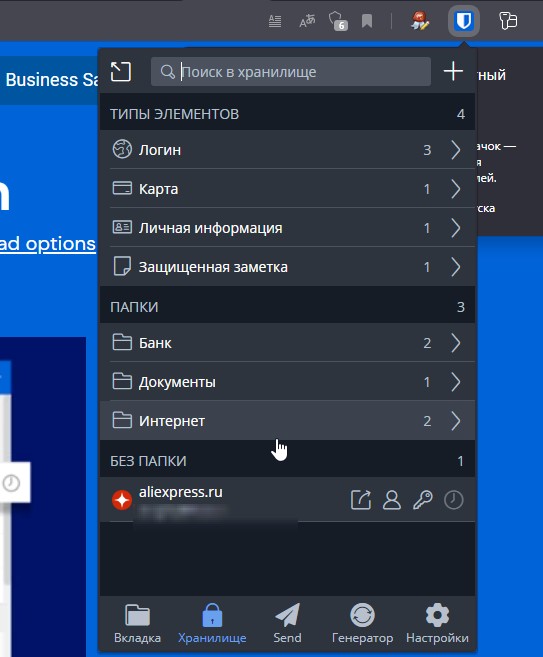 6
Business Sa
тный
Поиск в хранилище
ТИПЫ ЭЛЕМЕНТОВ 4
Логин 3
ачок —
я
Карта 1
лей.
Личная информация 1
ска
Защищенная заметка 1
ad options
ПАПКИ 3
Банк 2
Документы 1
Интернет 2
БЕЗ ПАПКИ 1
aliexpress.ru
Вкладка
Хранилище
Send
Генератор
Настройки